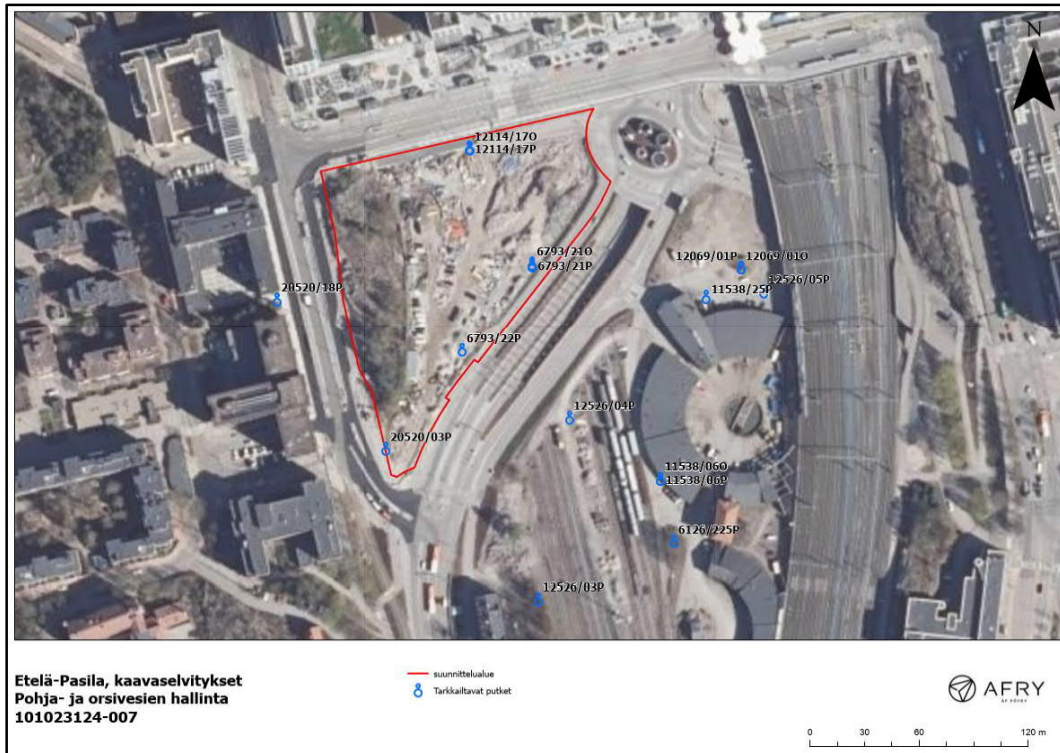 N
12114/17O
12114/17P
6793/21O
6793/21P
12069/01P
12069/01O
12526/05P
11538/25P
20520/18P
6793/22P
12526/04P
20520/03P
11538/06O
11538/06P
6126/225P
12526/03P
Etelä-Pasila, kaavaselvitykset
Pohja- ja orsivesien hallinta
101023124-007
suunnittelualue
Tarkkailtavat putket
AFRY
ÅF PÖYRY
0 30 60 120 m